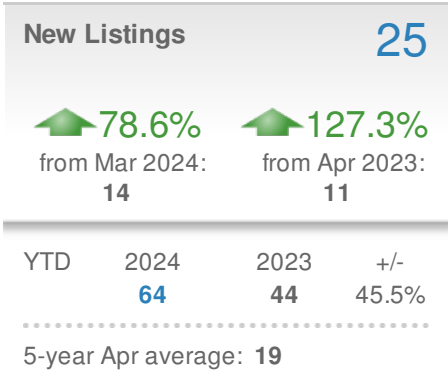 New Listings 25
78.6% 127.3%
from Mar 2024: from Apr 2023:
14 11
YTD 2024 2023 +/-
64 44 45.5%
5-year Apr average: 19